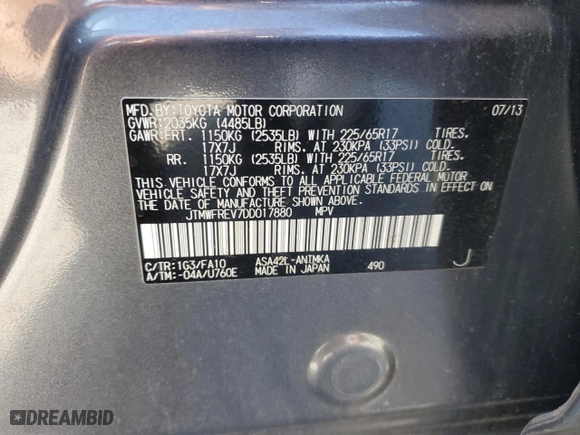 MFD.BY:TOYOTA MOTOR CORPORATION 07/13
GVWR:2035KG (4485LB)
GAWR:FRT. 1150KG (2535LB) WITH 225/65R17 TIRES,
17X7J RIMS, AT 230KPA (33PSI) COLD.
RR. 1150KG (2535LB) WITH 225/65R17 TIRES,
17X7J RIMS, AT 230KPA (33PSI) COLD.
THIS VEHICLE CONFORMS TO ALL APPLICABLE FEDERAL MOTOR
VEHICLE SAFETY AND THEFT PREVENTION STANDARDS IN EFFECT ON
THE DATE OF MANUFACTURE SHOWN ABOVE.
JTMWFREV7DD017880 MPV
C/TR:1G3/FA10 ASA42L-ANTMKA
A/TM:-04A/U760E MADE IN JAPAN 490 J
DREAMBID